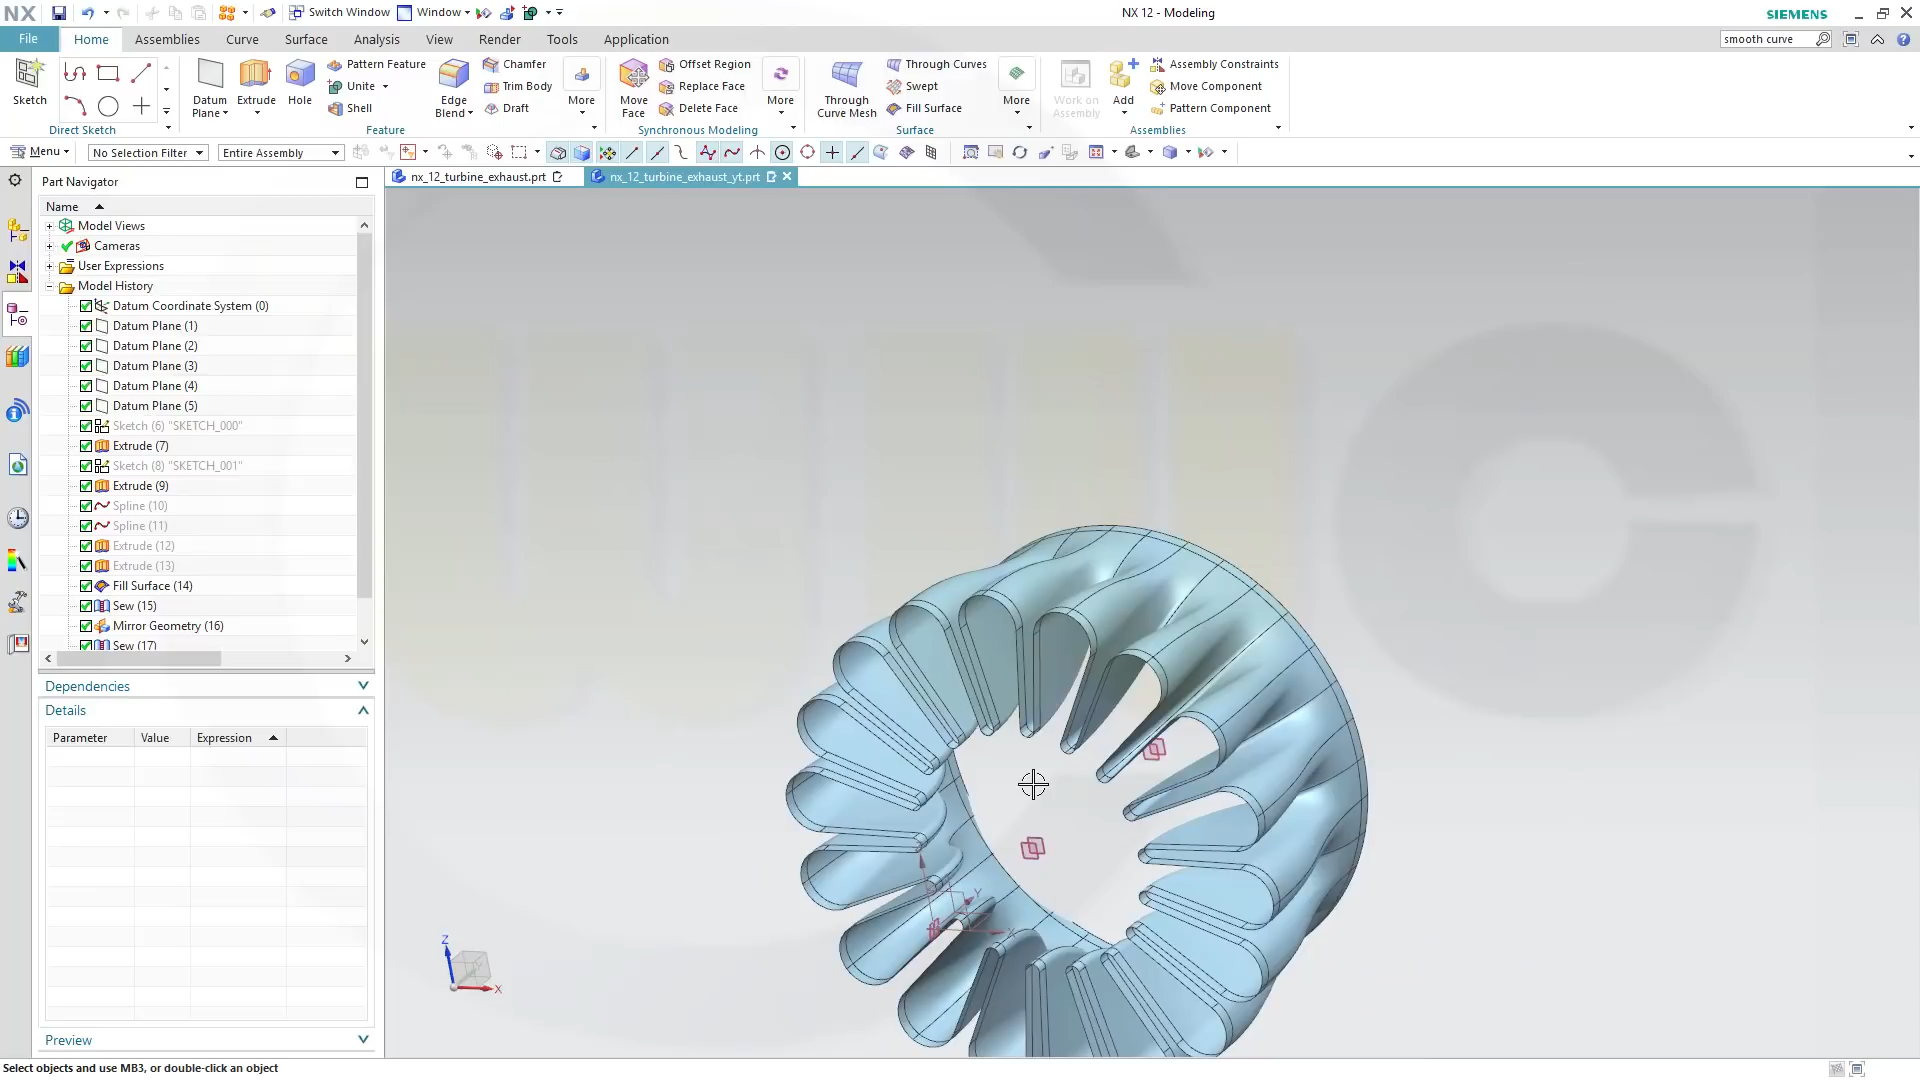 NX
Switch Window
Window
NX 12 - Modeling
SIEMENS
File
Home
Assemblies
Curve
Surface
Analysis
View
Render
Tools
Application
smooth curve
Sketch
Direct Sketch
Datum Plane
Extrude
Hole
Pattern Feature
Unite
Shell
Edge Blend
Chamfer
Trim Body
Draft
More
Feature
Move Face
Offset Region
Replace Face
Delete Face
More
Synchronous Modeling
Through Curve Mesh
Through Curves
Swept
Fill Surface
More
Surface
Work on Assembly
Add
Assembly Constraints
Move Component
Pattern Component
Assemblies
Menu
No Selection Filter
Entire Assembly
Part Navigator
nx_12_turbine_exhaust.prt
nx_12_turbine_exhaust_yt.prt
Name
Model Views
Cameras
User Expressions
Model History
Datum Coordinate System (0)
Datum Plane (1)
Datum Plane (2)
Datum Plane (3)
Datum Plane (4)
Datum Plane (5)
Sketch (6) "SKETCH_000"
Extrude (7)
Sketch (8) "SKETCH_001"
Extrude (9)
Spline (10)
Spline (11)
Extrude (12)
Extrude (13)
Fill Surface (14)
Sew (15)
Mirror Geometry (16)
Sew (17)
Dependencies
Details
Parameter
Value
Expression
Preview
Z
X
Y
X
Select objects and use MB3, or double-click an object